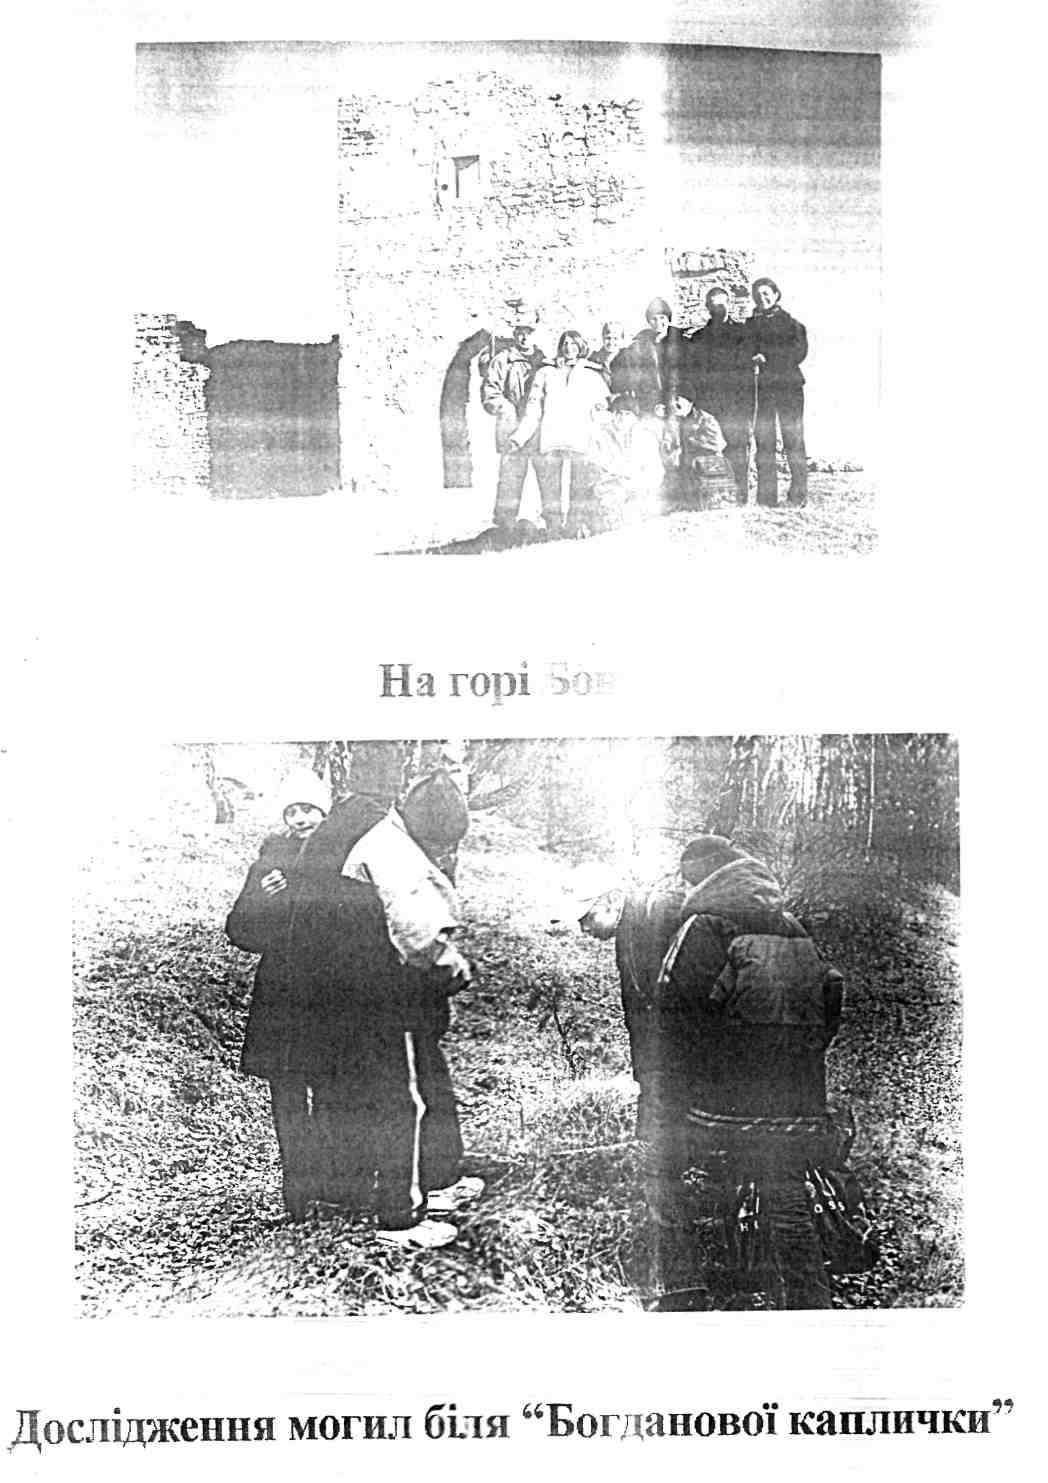 На горі
Дослідження могил біля “Богданової каплички”